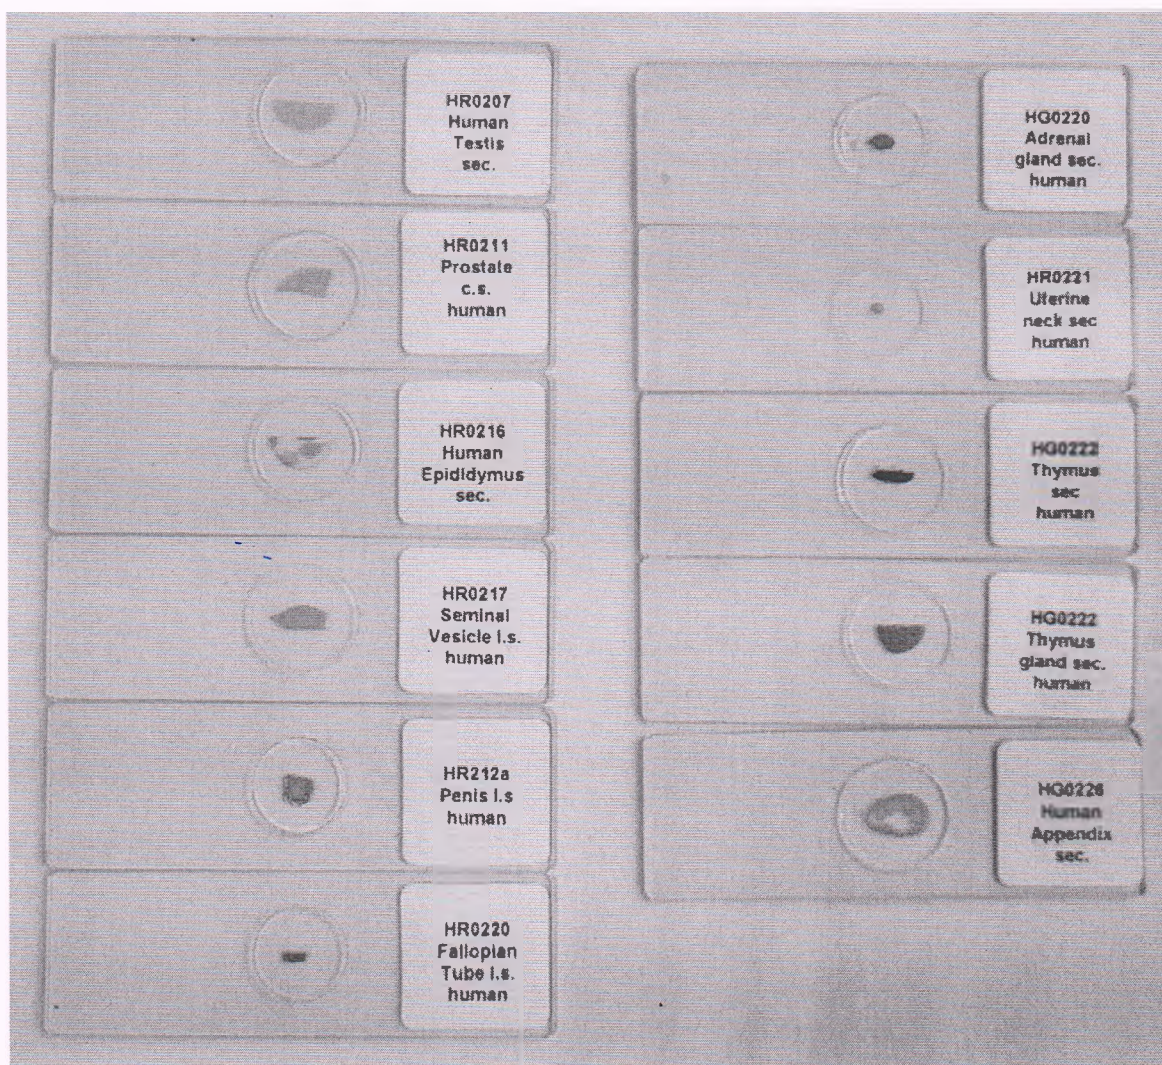 HR0207
Human
Testis
sec.
HR0211
Prostate
c.s.
human
HR0216
Human
Epididymus
sec.
HR0217
Seminal
Vesicle l.s.
human
HR212a
Penis l.s
human
HR0220
Fallopian
Tube l.s.
human
HG0220
Adrenal
gland sec.
human
HR0221
Uterine
neck sec
human
HG0222
Thymus
sec
human
HG0222
Thymus
gland sec.
human
HG0226
Human
Appendix
sec.